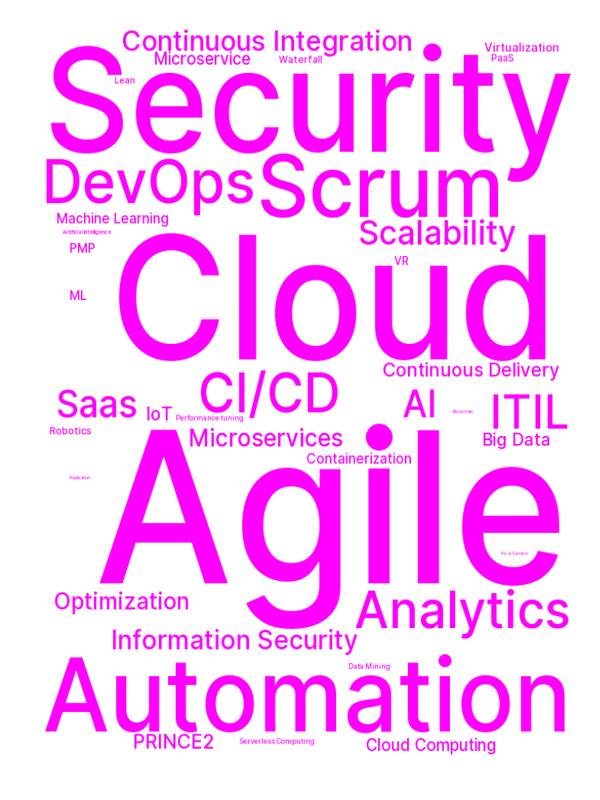 Continuous Integration
Virtualization
Microservice
Waterfall
PaaS
Security
Lean
DevOps
Scrum
Machine Learning
Scalability
Artificial Intelligence
PMP
Cloud
VR
ML
Continuous Delivery
CI/CD
Saas
AI
ITIL
IoT
Performance tuning
Blockchain
Robotics
Microservices
Big Data
Containerization
Agile
Replication
Optimization
Analytics
Information Security
Data Mining
Automation
PRINCE2
Serverless Computing
Cloud Computing